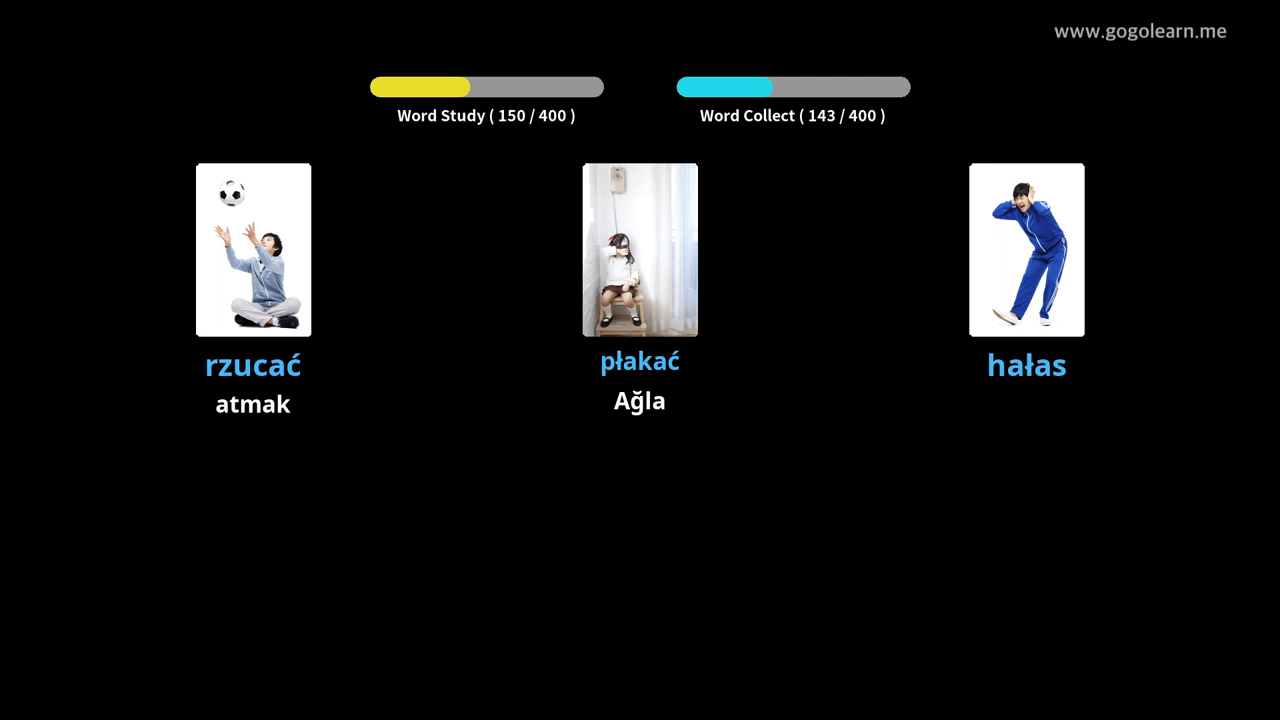 www.gogolearn.me
Word Study ( 150 / 400 )
Word Collect ( 143 / 400 )
rzucać
płakać
hałas
atmak
Ağla